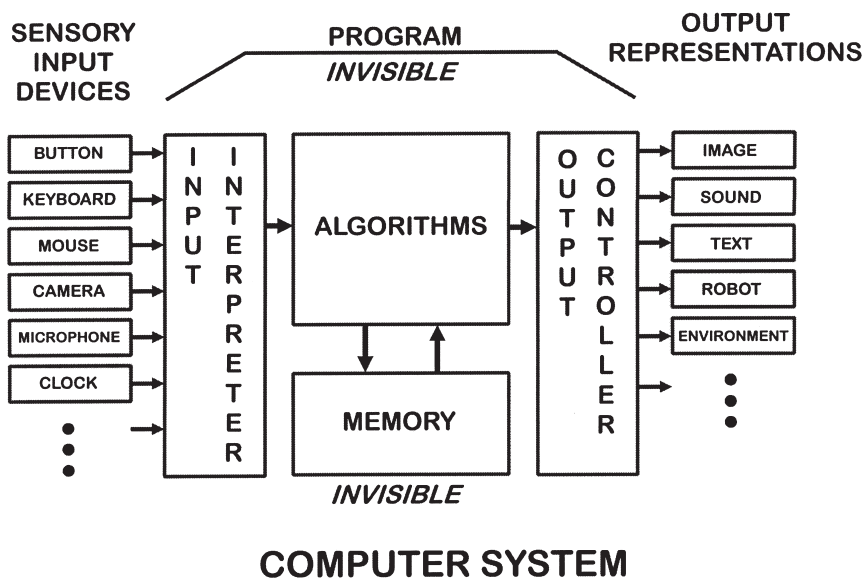 SENSORY
INPUT
DEVICES
PROGRAM
INVISIBLE
OUTPUT
REPRESENTATIONS
BUTTON
KEYBOARD
MOUSE
CAMERA
MICROPHONE
CLOCK
INPUT
INTERPRETER
ALGORITHMS
MEMORY
INVISIBLE
OUTPUT
CONTROLLER
IMAGE
SOUND
TEXT
ROBOT
ENVIRONMENT
COMPUTER SYSTEM